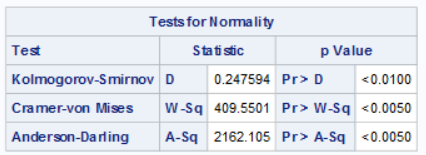 Tests for Normality
Test Statistic p Value
Kolmogorov-Smirnov D 0.247594 Pr > D <0.0100
Cramer-von Mises W-Sq 409.5501 Pr > W-Sq <0.0050
Anderson-Darling A-Sq 2162.105 Pr > A-Sq <0.0050